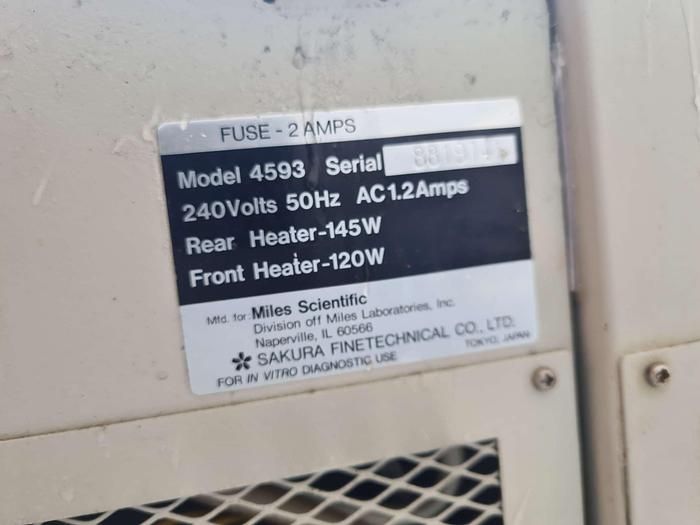 FUSE - 2 AMPS
Model 4593 Serial
240Volts 50Hz AC1.2Amps
Rear Heater-145W
Front Heater-120W
Mfd. for: Miles Scientific
Division off Miles Laboratories, Inc.
Naperville, IL 60566
SAKURA FINETECHNICAL CO., LTD.
TOKYO, JAPAN
FOR IN VITRO DIAGNOSTIC USE